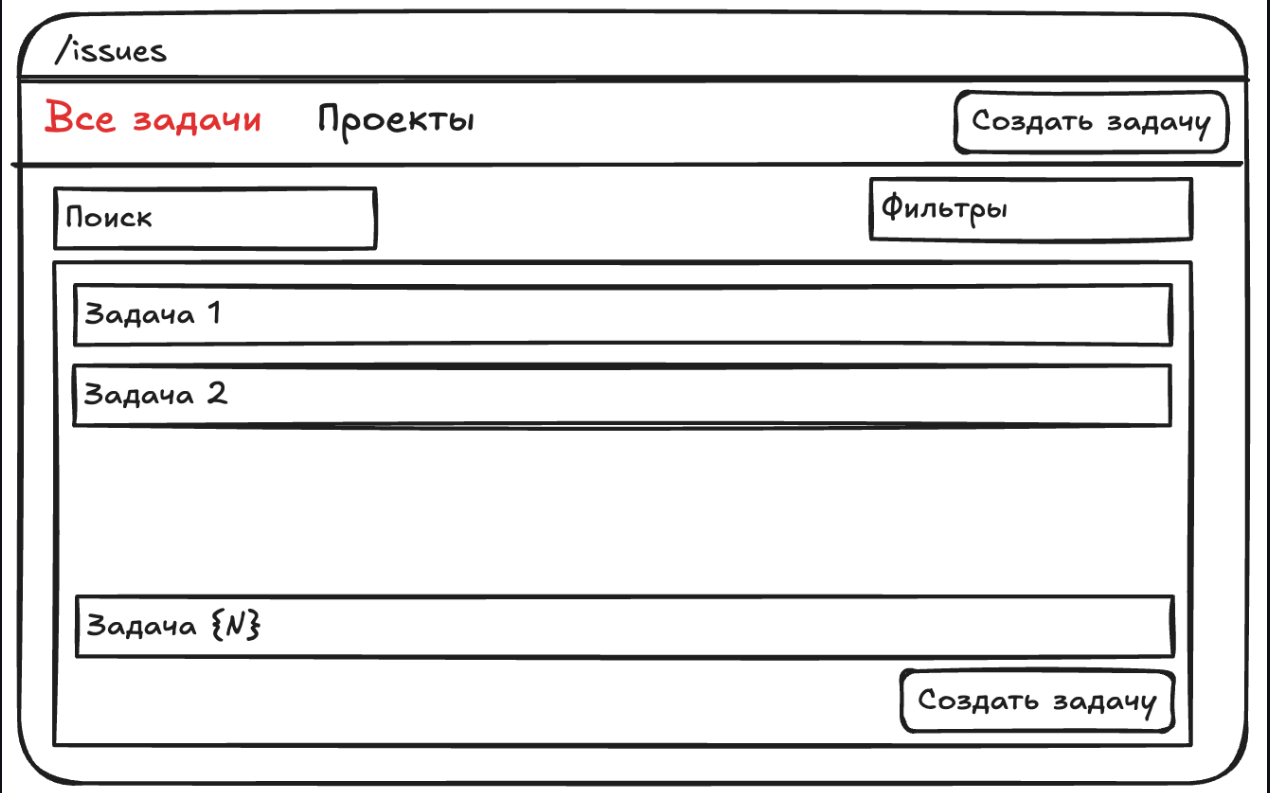 /issues
Все задачи Проекты Создать задачу
Поиск Фильтры
Задача 1
Задача 2
Задача {N}
Создать задачу